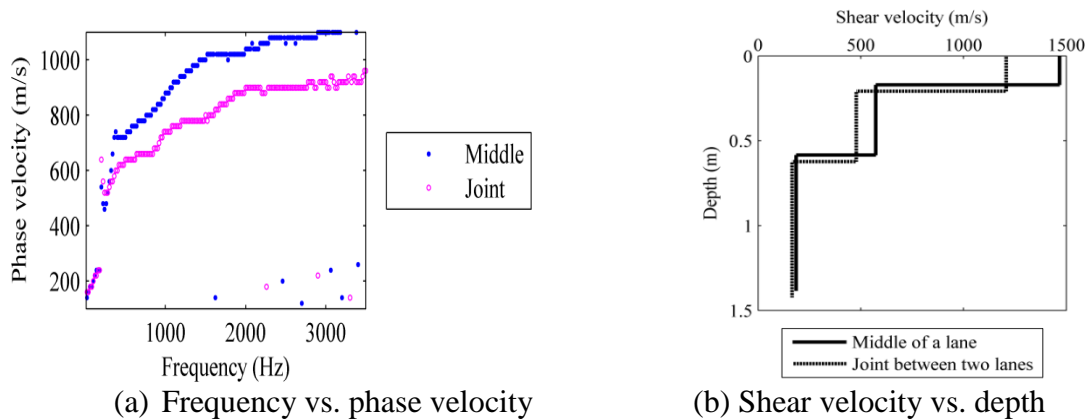 1000
800
600
400
200
Phase velocity (m/s)
1000
2000
3000
Frequency (Hz)
Middle
Joint
(a) Frequency vs. phase velocity
Shear velocity (m/s)
0
500
1000
1500
0
0.5
1
1.5
Depth (m)
Middle of a lane
Joint between two lanes
(b) Shear velocity vs. depth